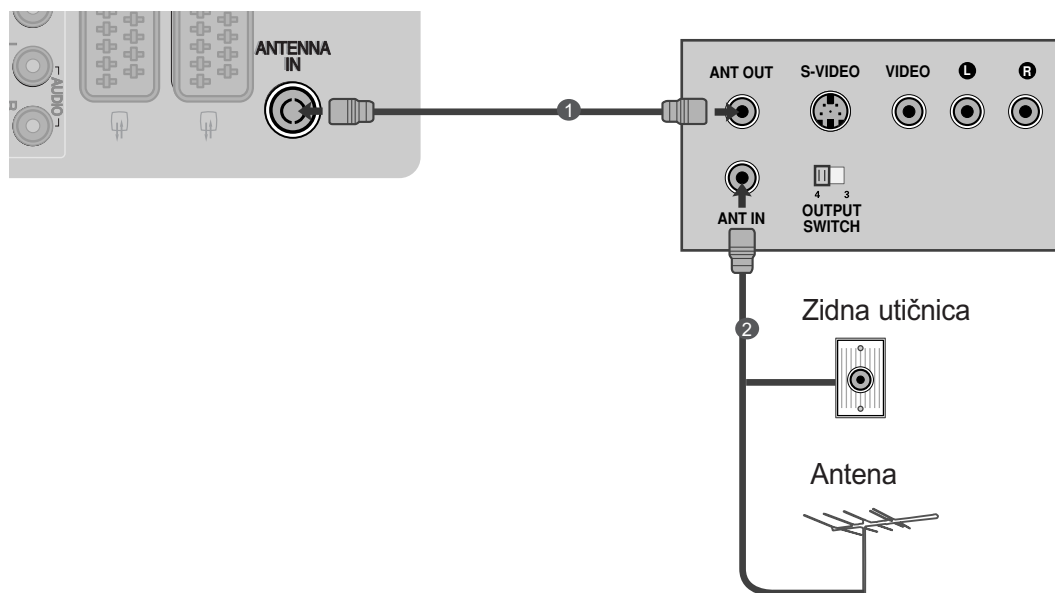 R
AUDIO
ANTENNA
IN
1
ANT OUT
S-VIDEO
VIDEO
L
R
ANT IN
4 3
OUTPUT
SWITCH
2
Zidna utičnica
Antena